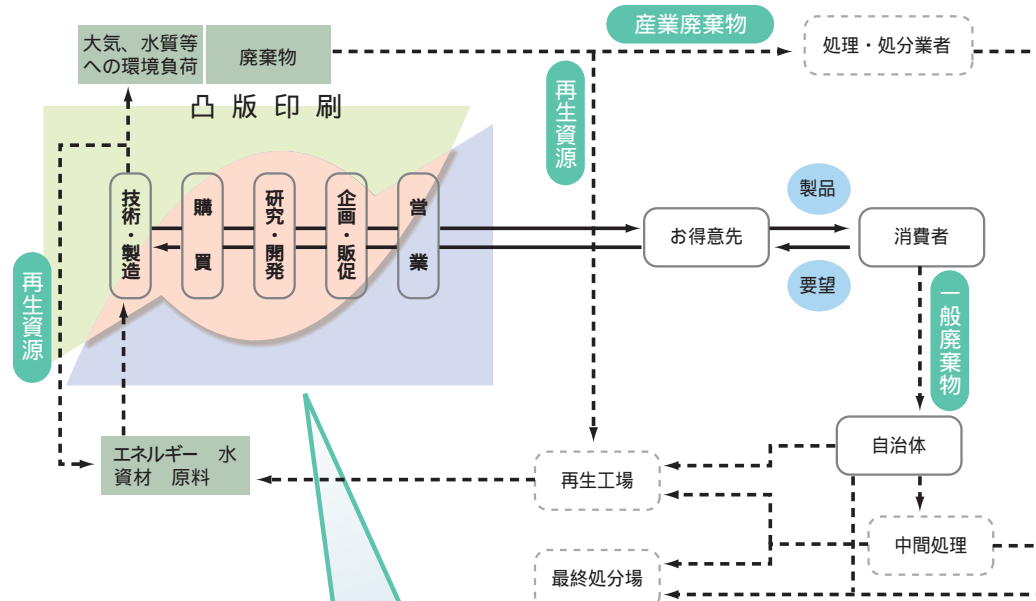 大気、水質等
への環境負荷
廃棄物
産業廃棄物
処理・処分業者
再生資源
凸版印刷
技術・製造
購買
研究・開発
企画・販促
営業
お得意先
製品
要望
消費者
再生資源
一般廃棄物
自治体
エネルギー 水
資材 原料
再生工場
中間処理
最終処分場